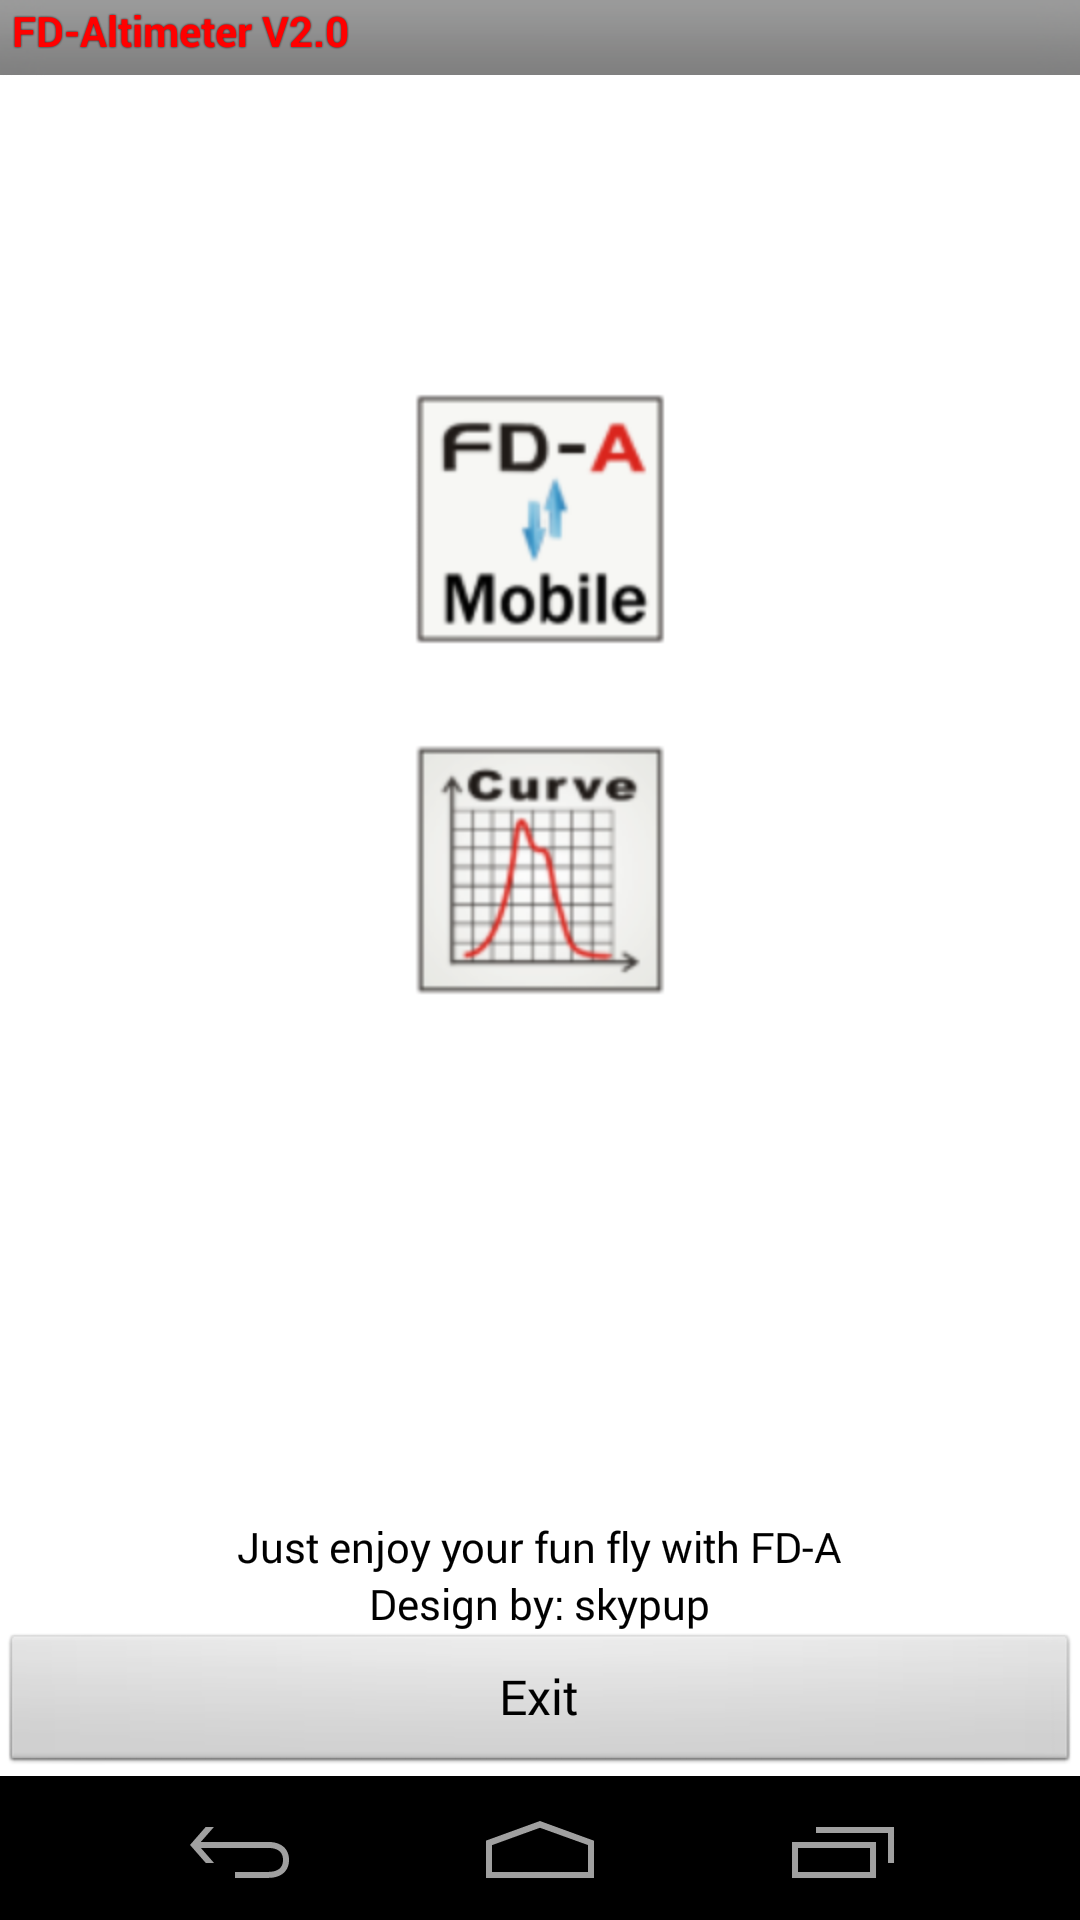 FD-Altimeter V2.0
FD-A
Mobile
Curve
Just enjoy your fun fly with FD-A
Design by: skypup
Exit